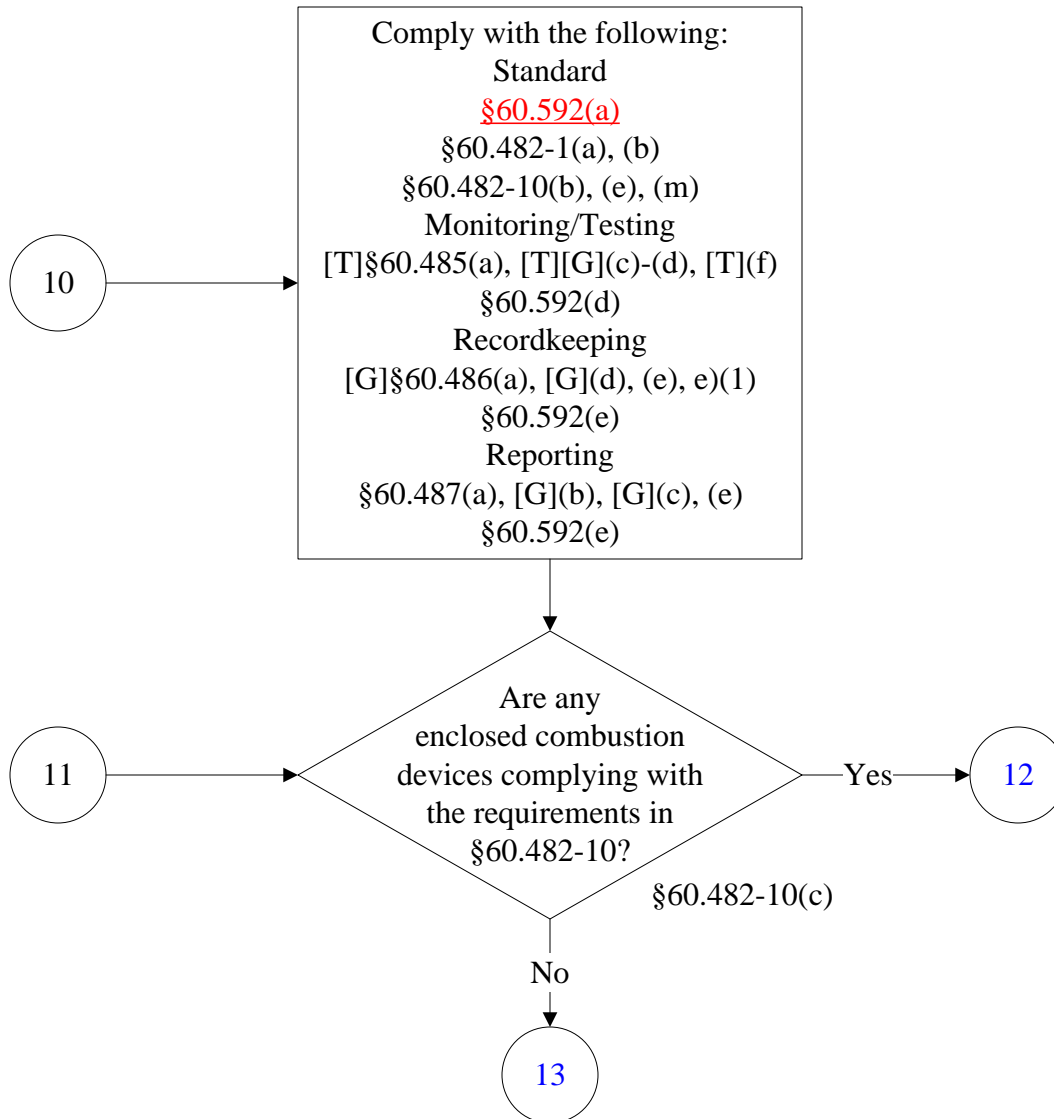 Comply with the following:
Standard
§60.592(a)
§60.482-1(a), (b)
§60.482-10(b), (e), (m)
Monitoring/Testing
[T]§60.485(a), [T][G](c)-(d), [T](f)
§60.592(d)
Recordkeeping
[G]§60.486(a), [G](d), (e), e)(1)
§60.592(e)
Reporting
§60.487(a), [G](b), [G](c), (e)
§60.592(e)
10
Are any
enclosed combustion
devices complying with
the requirements in
§60.482-10?
11
Yes
12
§60.482-10(c)
No
13